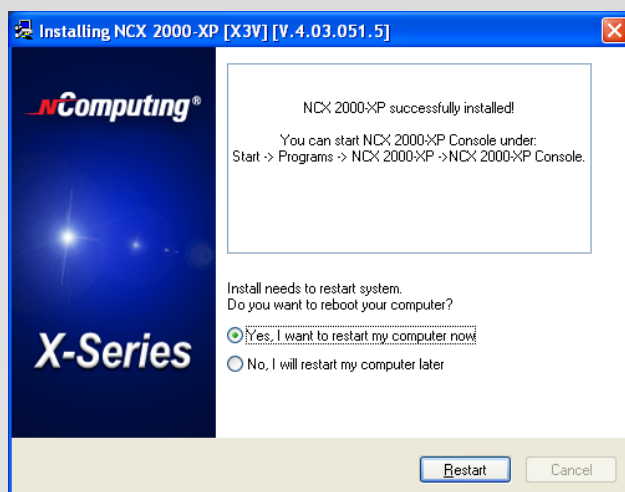 Installing NCX 2000-XP [X3V] [V.4.03.051.5]
NComputing®
NCX 2000-XP successfully installed!
You can start NCX 2000-XP Console under:
Start -> Programs -> NCX 2000-XP ->NCX 2000-XP Console.
Install needs to restart system.
Do you want to reboot your computer?
Yes, I want to restart my computer now
No, I will restart my computer later
X-Series
Restart
Cancel